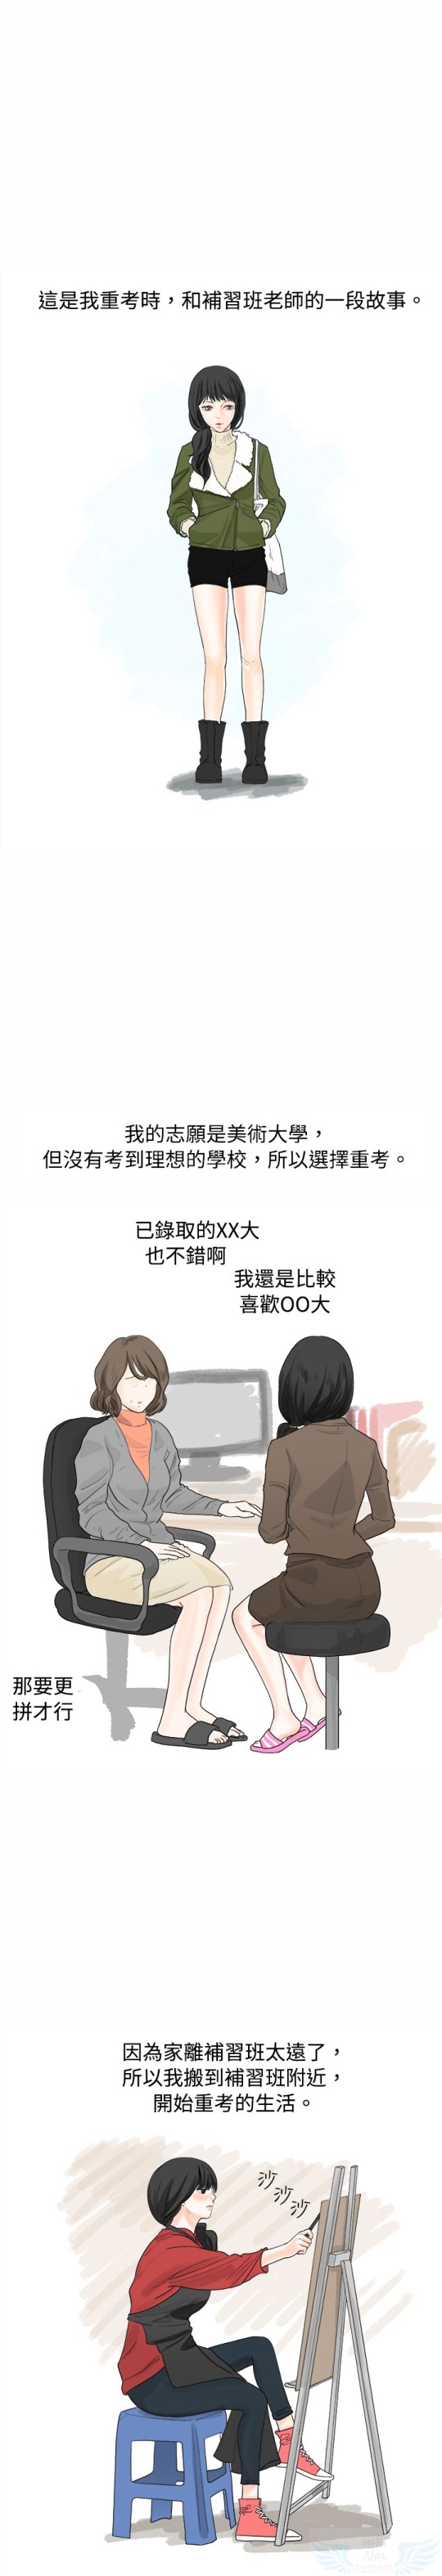 這是我重考時，和補習班老師的一段故事。
我的志願是美術大學，
但沒有考到理想的學校，所以選擇重考。
已錄取的XX大
也不錯啊
我還是比較
喜歡OO大
那要更
拼才行
因為家離補習班太遠了，
所以我搬到補習班附近，
開始重考的生活。
沙
沙
沙